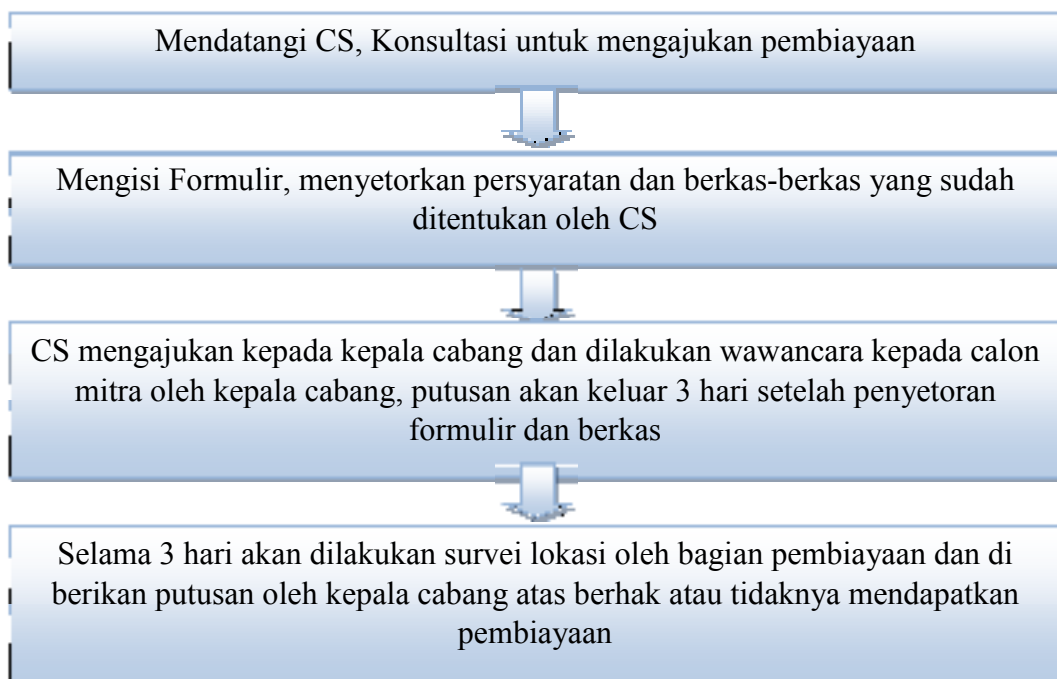 Mendatangi CS, Konsultasi untuk mengajukan pembiayaan
Mengisi Formulir, menyetorkan persyaratan dan berkas-berkas yang sudah
ditentukan oleh CS
CS mengajukan kepada kepala cabang dan dilakukan wawancara kepada calon
mitra oleh kepala cabang, putusan akan keluar 3 hari setelah penyetoran
formulir dan berkas
Selama 3 hari akan dilakukan survei lokasi oleh bagian pembiayaan dan di
berikan putusan oleh kepala cabang atas berhak atau tidaknya mendapatkan
pembiayaan